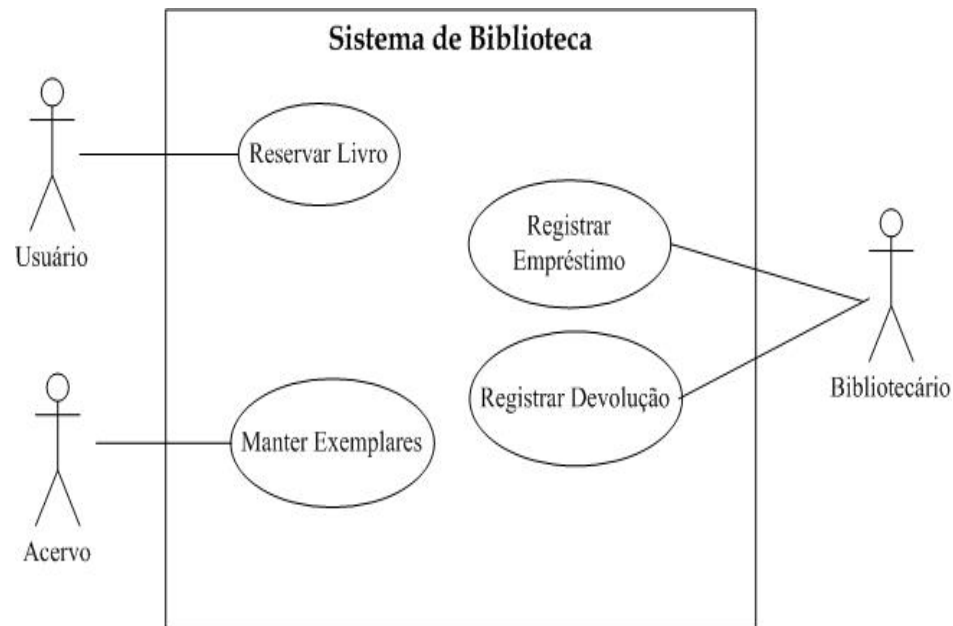 Sistema de Biblioteca
Reservar Livro
Usuário
Registrar
Empréstimo
Registrar Devolução
Bibliotecário
Manter Exemplares
Acervo